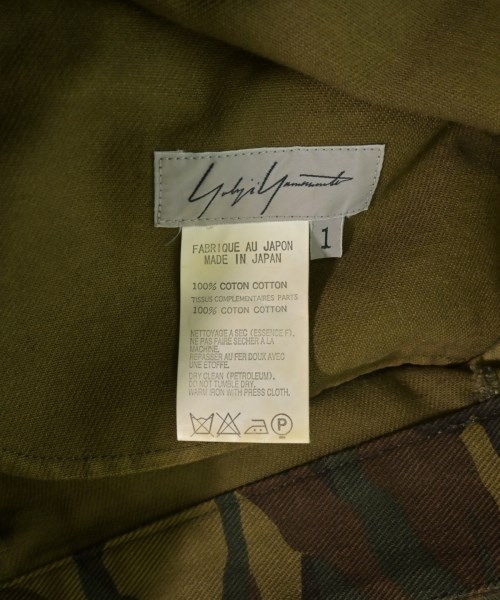 Yohji Yamamoto
1
FABRIQUE AU JAPON
MADE IN JAPAN
100% COTON COTTON
TISSUS COMPLEMENTAIRES PARTS
100% COTON COTTON
NETTOYAGE A SEC (ESSENCE F).
NE PAS FAIRE SECHER A LA
MACHINE.
REPASSER AU FER DOUX AVEC
UNE ETOFFE.
DRY CLEAN (PETROLEUM).
DO NOT TUMBLE DRY.
WARM IRON WITH PRESS CLOTH.
P